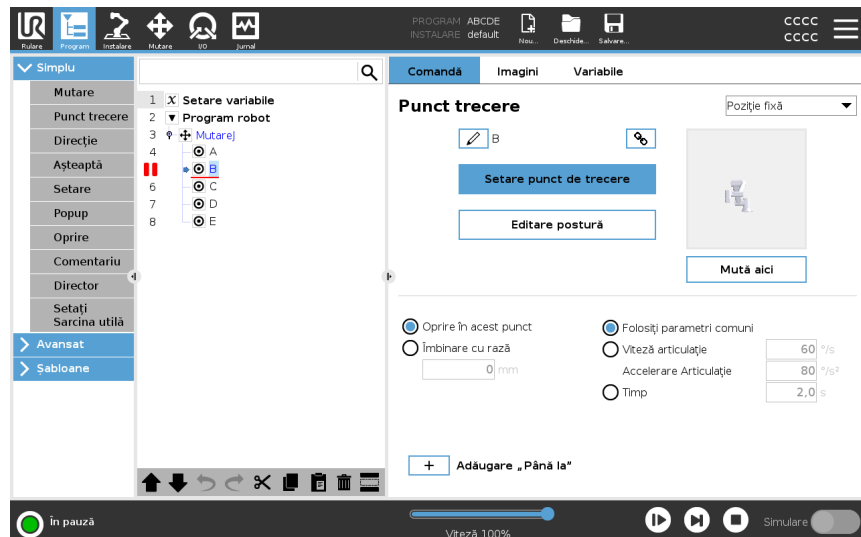 UR
PROGRAM ABCDE
INSTALARE default
CCCC
CCCC
Rulare Program Instalare Mutare I/O Jurnal Nou... Deschide... Salvare...
Simplu
Mutare
Punct trecere
Direcție
Așteaptă
Setare
Popup
Oprire
Comentariu
Director
Setați
Sarcina utilă
Avansat
Șabloane
1 X Setare variabile
2 Program robot
3 MutareJ
4 A
B
6 C
7 D
8 E
Comandă Imagini Variabile
Punct trecere
Poziție fixă
B
Setare punct de trecere
Editare postură
Mută aici
Oprire în acest punct
Îmbinare cu rază
0 mm
Folosiți parametri comuni
Viteză articulație 60 °/s
Accelerare Articulație 80 °/s²
Timp 2,0 s
+ Adăugare „Până la”
În pauză
Viteză 100%
Simulare